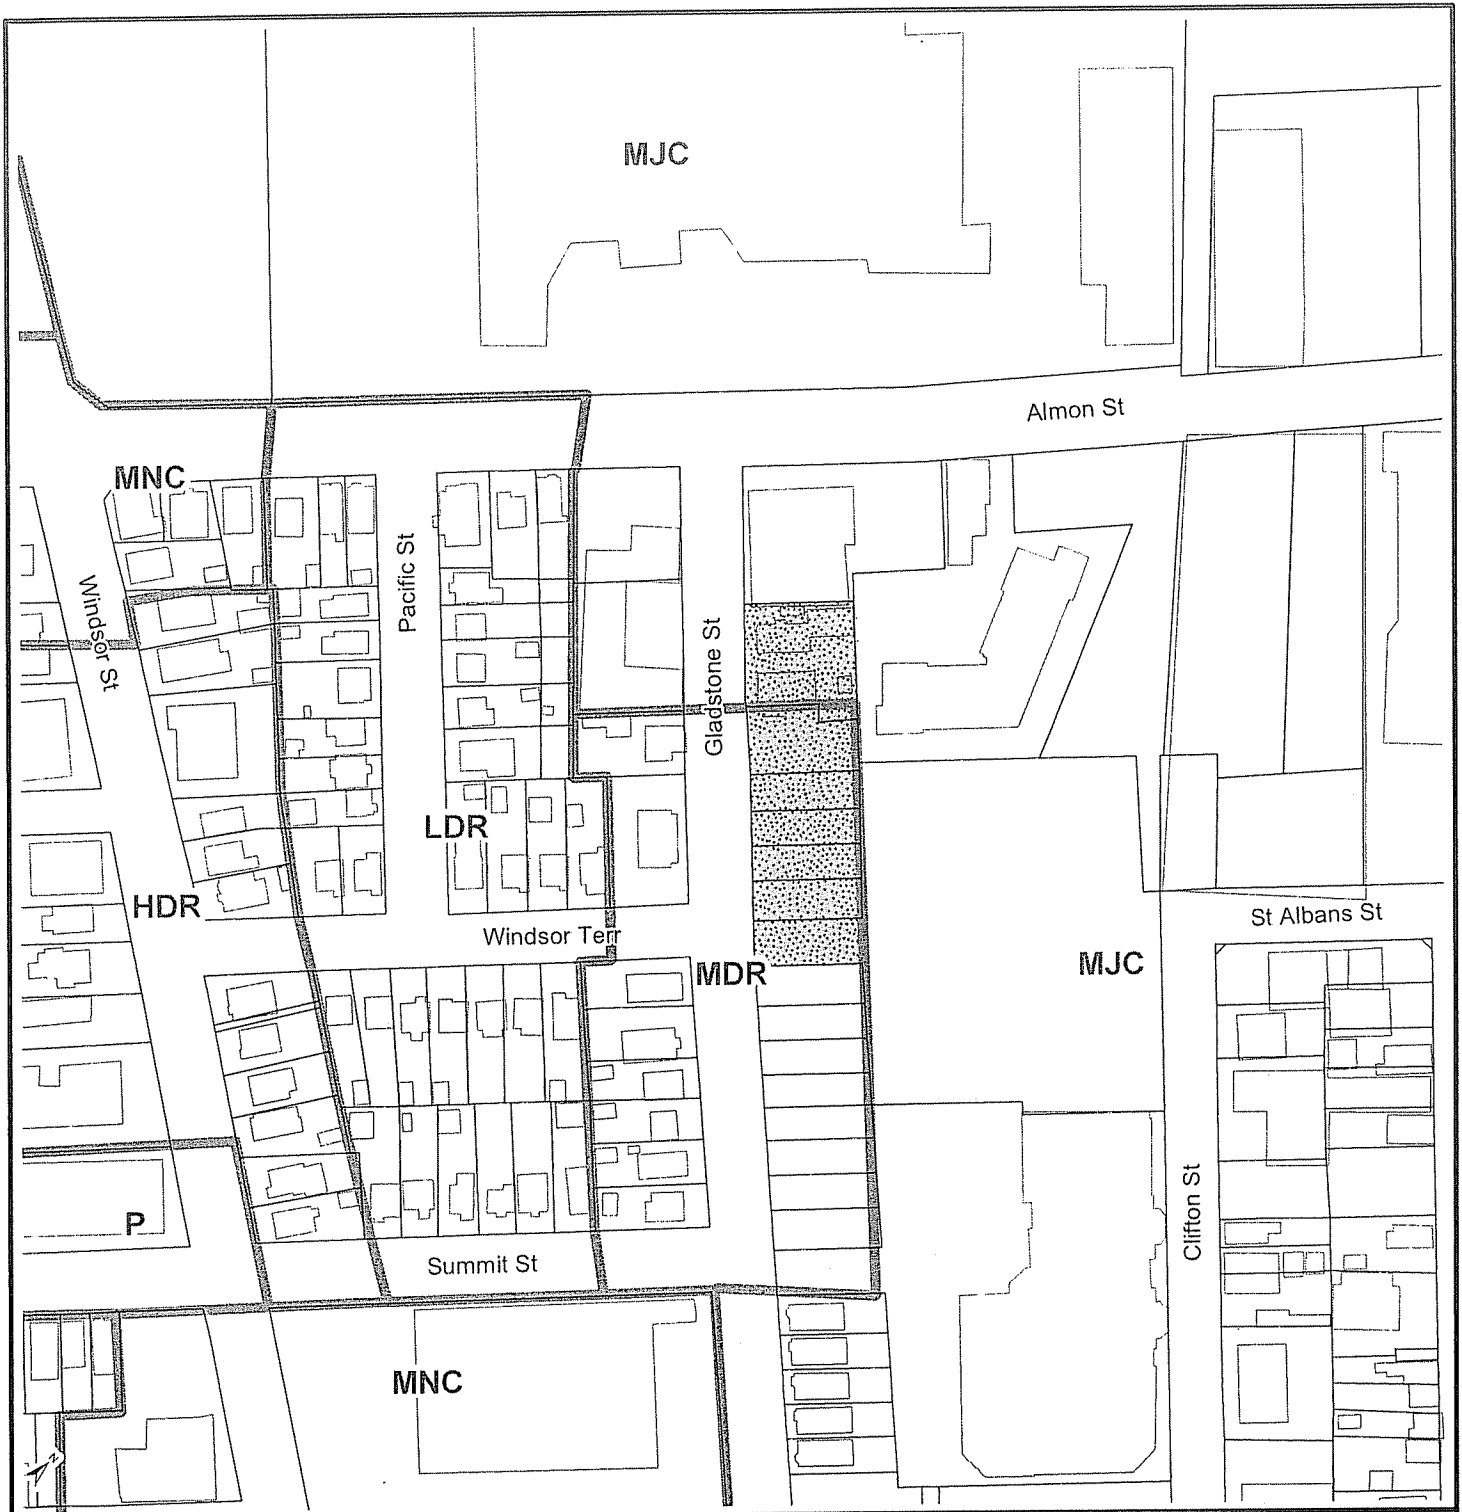 MJC
Almon St
MNC
Windsor St
Pacific St
Gladstone St
LDR
HDR
Windsor Terr
St Albans St
MDR
MJC
Clifton St
P
Summit St
MNC